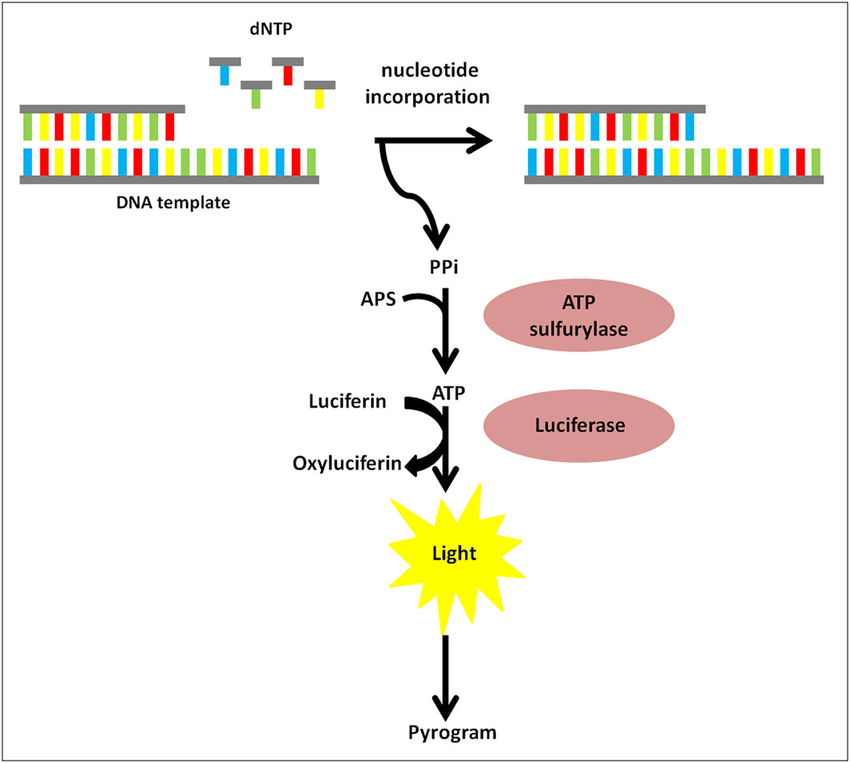 dNTP
nucleotide
incorporation
DNA template
PPi
APS
ATP
sulfurylase
ATP
Luciferin
Luciferase
Oxyluciferin
Light
Pyrogram